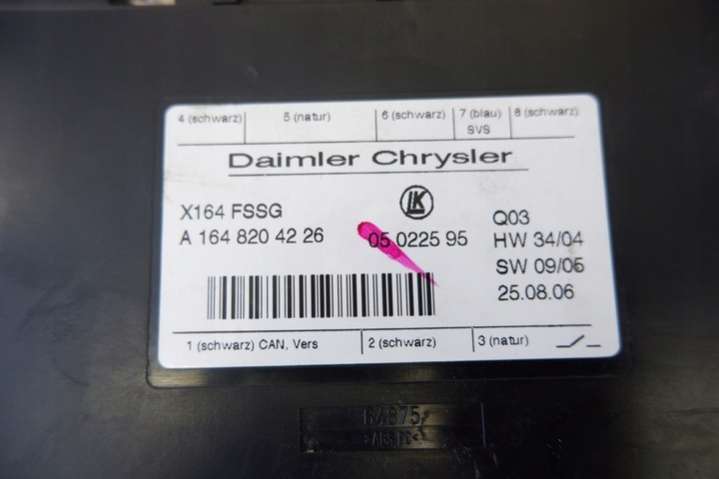 4 (schwarz) 5 (natur) 6 (schwarz) 7 (blau) 8 (schwarz)
SVS
Daimler Chrysler
X164 FSSG LK Q03
A 164 820 42 26 05 0225 95 HW 34/04
SW 09/05
25.08.06
1 (schwarz) CAN, Vers 2 (schwarz) 3 (natur)